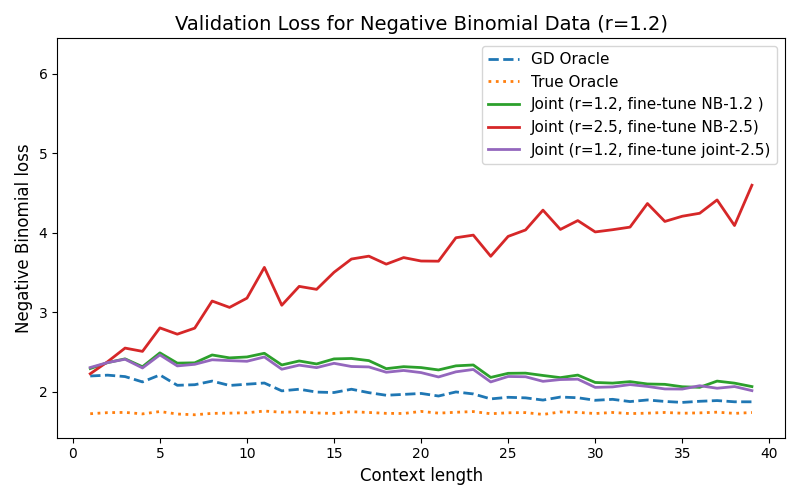 Validation Loss for Negative Binomial Data (r=1.2)
GD Oracle
True Oracle
Joint (r=1.2, fine-tune NB-1.2 )
Joint (r=2.5, fine-tune NB-2.5)
Joint (r=1.2, fine-tune joint-2.5)
Negative Binomial loss
6
5
4
3
2
0 5 10 15 20 25 30 35 40
Context length